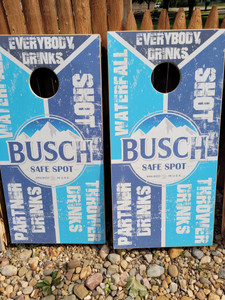 EVERYBODY,
DRINKS
WATERFALL
SHOT
BUSCH
SAFE SPOT
PARTNER
DRINKS
THROWER
DRINKS
EVERYBODY,
DRINKS
WATERFALL
SHOT
BUSCH
SAFE SPOT
PARTNER
DRINKS
THROWER
DRINKS